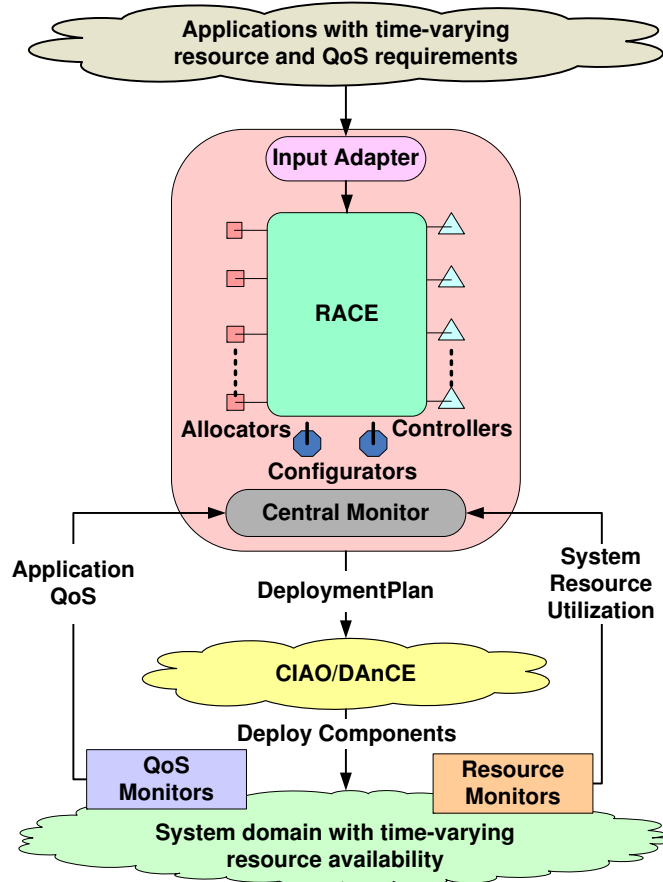 Applications with time-varying
resource and QoS requirements
Input Adapter
RACE
Allocators
Controllers
Configurators
Central Monitor
Application
QoS
System
Resource
Utilization
DeploymentPlan
CIAO/DAnCE
Deploy Components
QoS
Monitors
Resource
Monitors
System domain with time-varying
resource availability